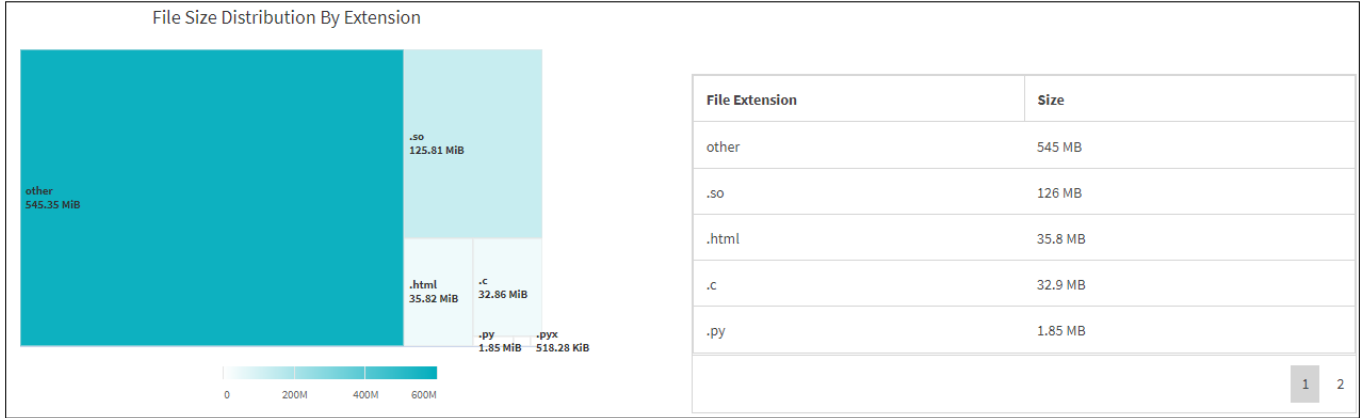 File Size Distribution By Extension
other
545.35 MiB
.so
125.81 MiB
.html
35.82 MiB
.c
32.86 MiB
.py
1.85 MiB
.pyx
518.28 KiB
0 200M 400M 600M
File Extension Size
other 545 MB
.so 126 MB
.html 35.8 MB
.c 32.9 MB
.py 1.85 MB
1 2